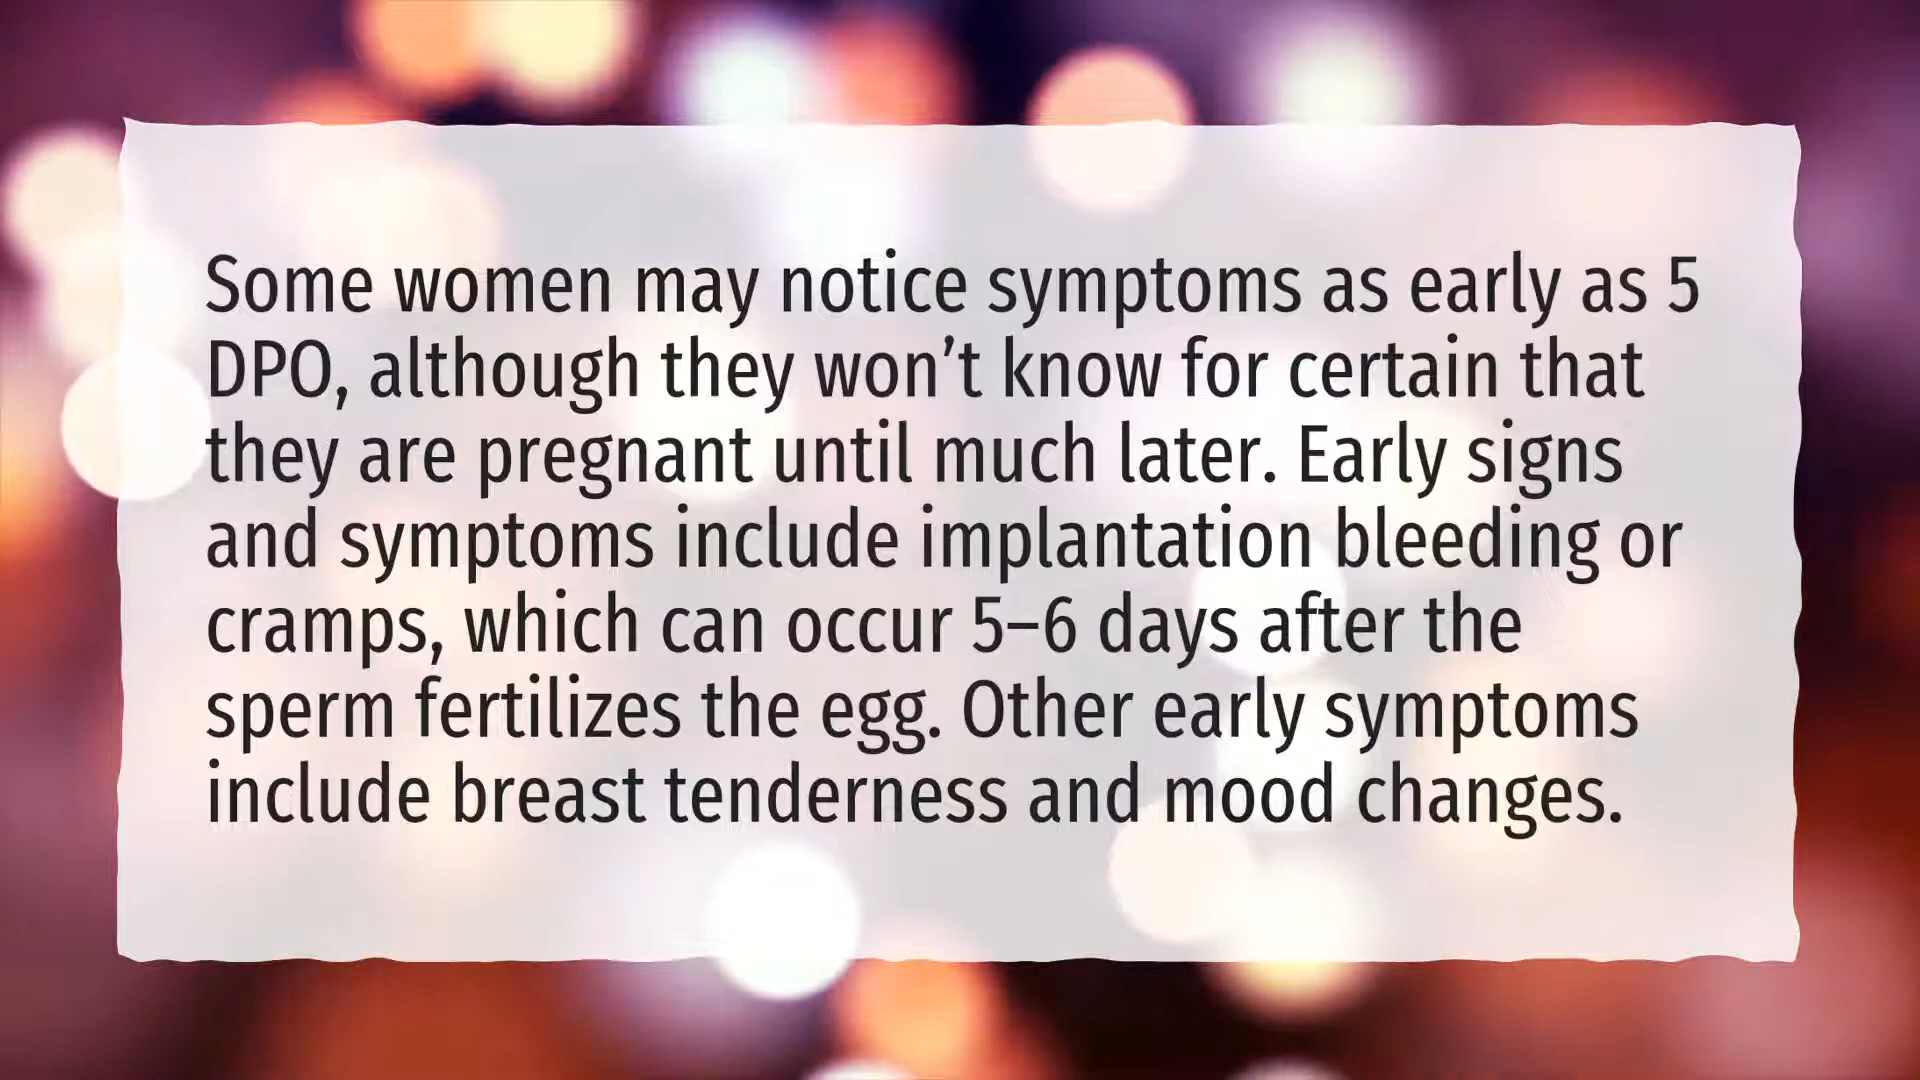 Some women may notice symptoms as early as 5
DPO, although they won’t know for certain that
they are pregnant until much later. Early signs
and symptoms include implantation bleeding or
cramps, which can occur 5–6 days after the
sperm fertilizes the egg. Other early symptoms
include breast tenderness and mood changes.